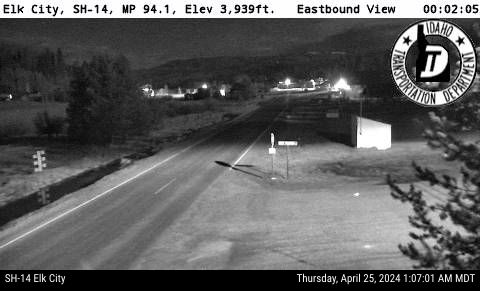 Elk City, SH-14, MP 94.1, Elev 3,939ft. Eastbound View 00:02:05
IDAHO
TRANSPORTATION DEPARTMENT
SH-14 Elk City Thursday, April 25, 2024 1:07:01 AM MDT